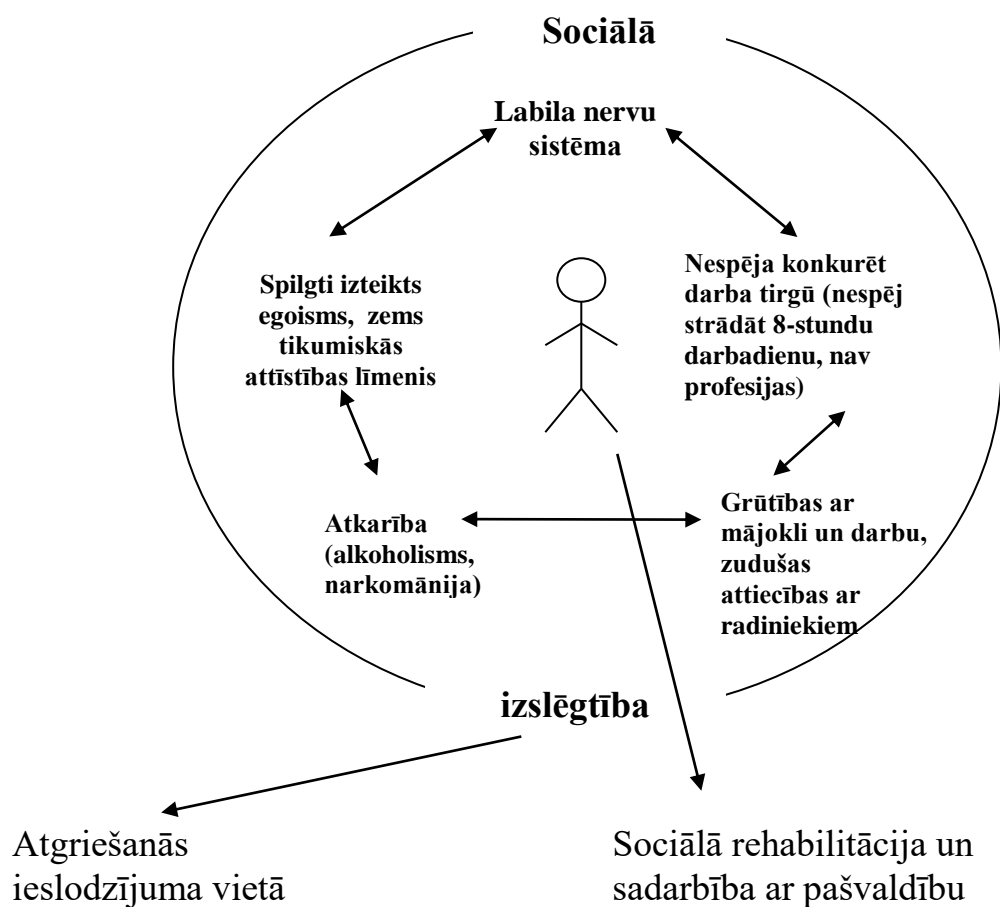 Sociālā
Labila nervu
sistēma
Spilgti izteikts
egoisms, zems
tikumiskās
attīstības līmenis
Nespēja konkurēt
darba tirgū (nespēj
strādāt 8-stundu
darbadienu, nav
profesijas)
Atkarība
(alkoholisms,
narkomānija)
Grūtības ar
mājokli un darbu,
zudušas
attiecības ar
radiniekiem
izslēgtība
Atgriešanās
ieslodzījuma vietā
Sociālā rehabilitācija un
sadarbība ar pašvaldību